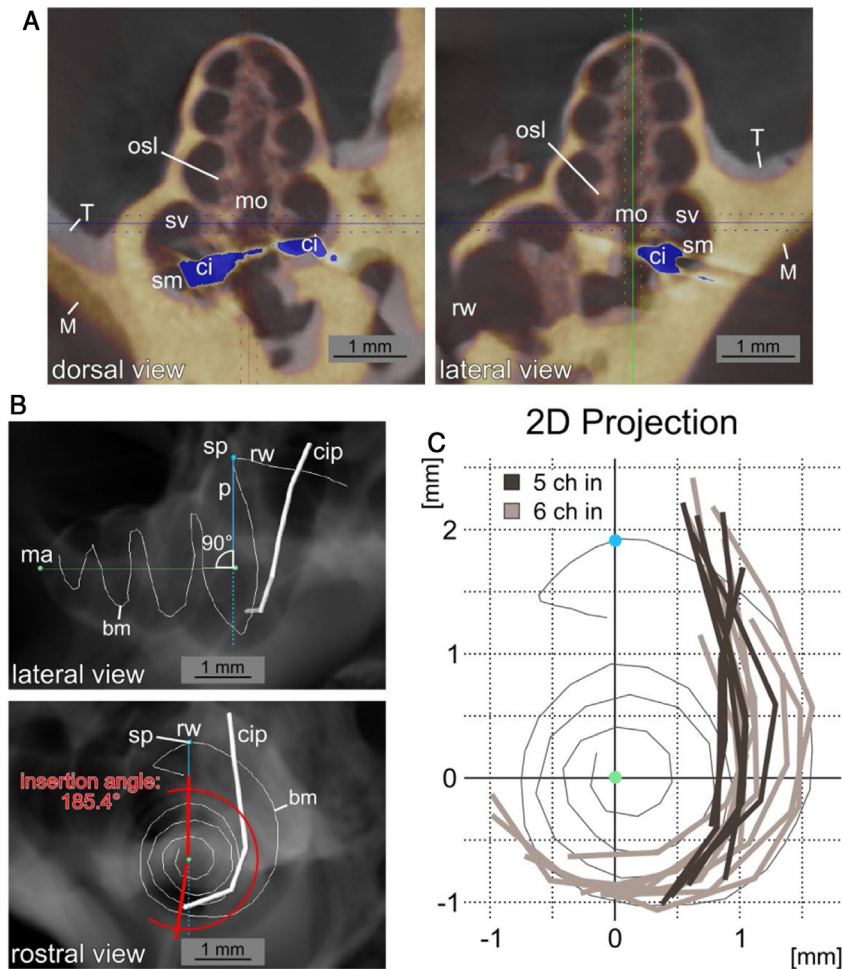 A
osl
T
sv
mo
ci
ci
sm
M
1 mm
dorsal view
osl
T
mo
sv
sm
ci
M
rw
1 mm
lateral view
B
sp
rw
cip
p
90°
ma
bm
1 mm
lateral view
sp
rw
cip
insertion angle:
185.4°
bm
1 mm
rostral view
C
2D Projection
[mm]
5 ch in
6 ch in
2
1
0
-1
-1
0
1
[mm]